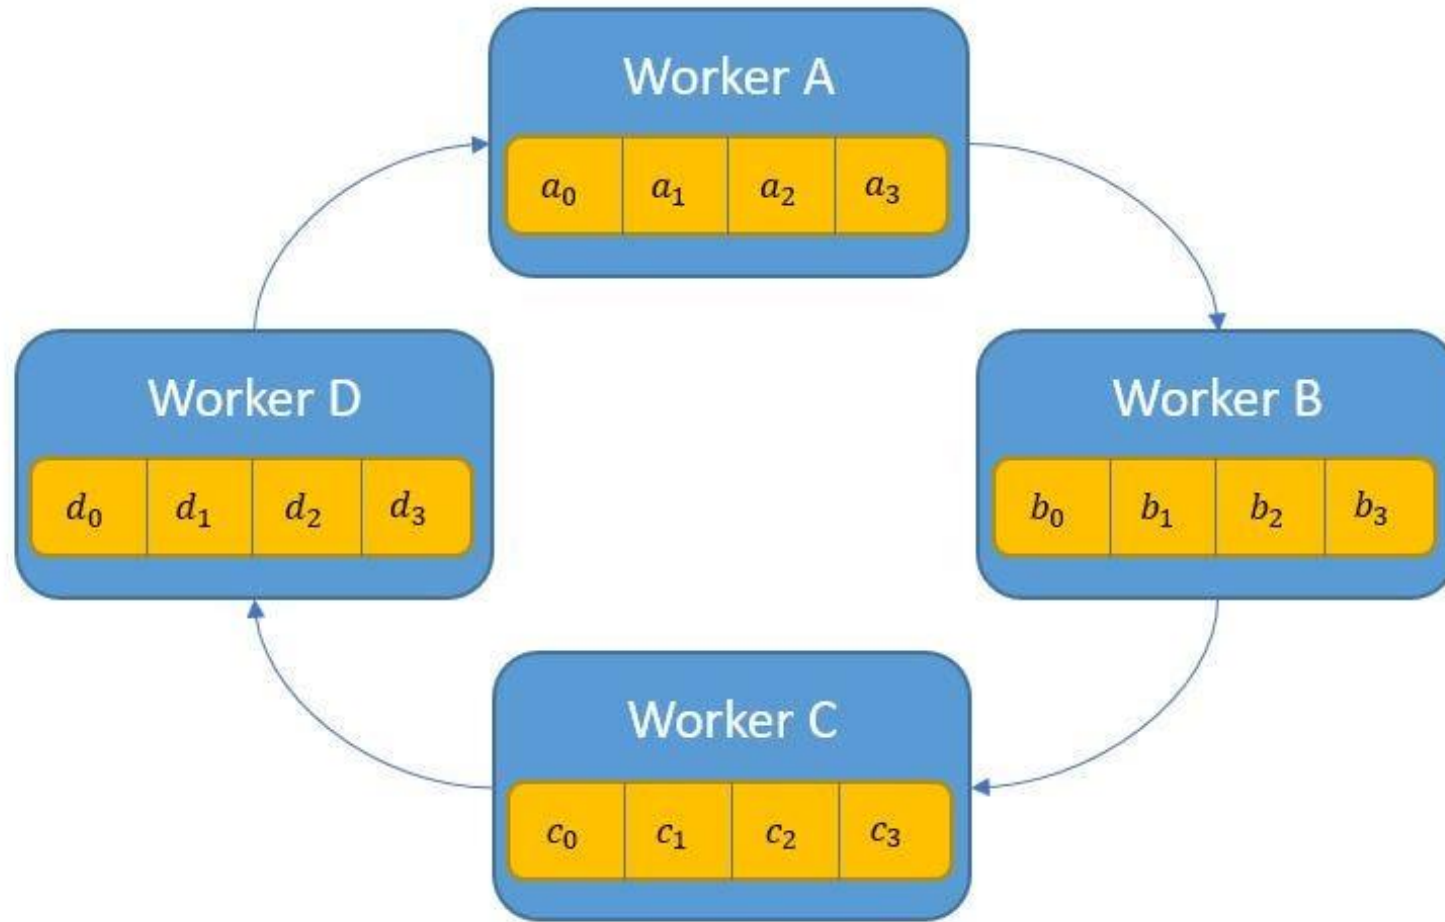 Worker A
a₀ a₁ a₂ a₃
Worker D
d₀ d₁ d₂ d₃
Worker B
b₀ b₁ b₂ b₃
Worker C
c₀ c₁ c₂ c₃